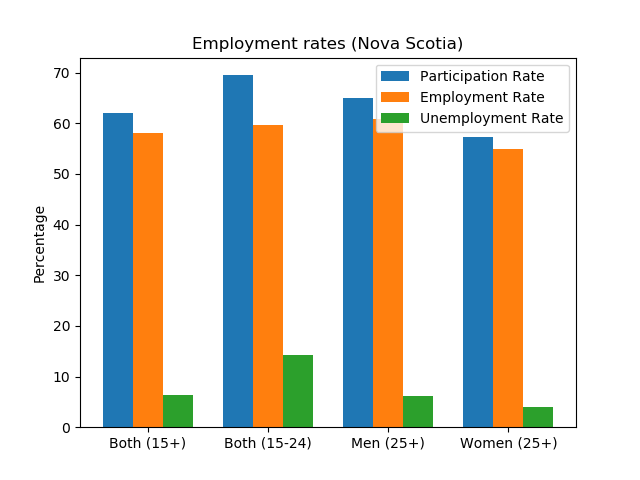 Employment rates (Nova Scotia)
Participation Rate
Employment Rate
Unemployment Rate
Percentage
70
60
50
40
30
20
10
0
Both (15+)
Both (15-24)
Men (25+)
Women (25+)